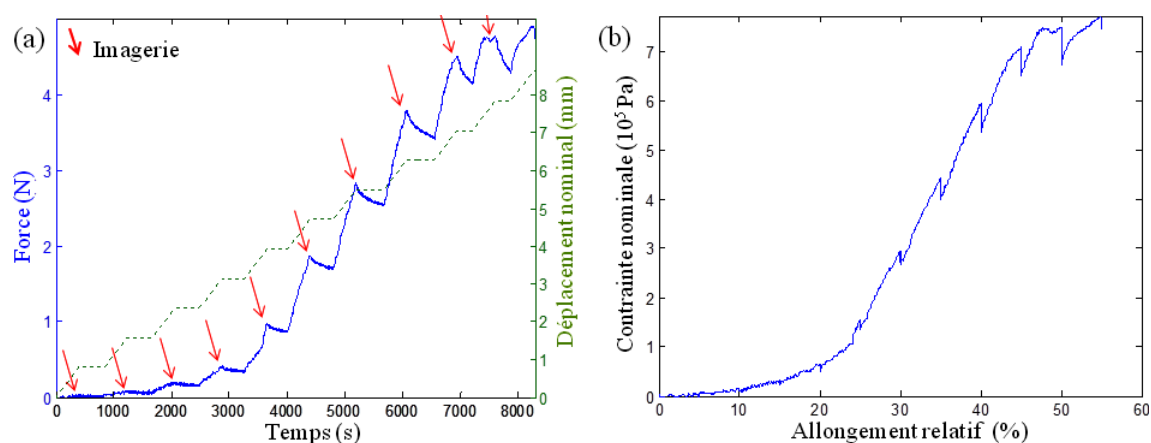 (a)
Imagerie
Force (N)
4
3
2
1
0
0 1000 2000 3000 4000 5000 6000 7000 8000
Temps (s)
8
7
6
5
4
3
2
1
0
Déplacement nominal (mm)
(b)
Contrainte nominale (10⁵ Pa)
7
6
5
4
3
2
1
0
0 10 20 30 40 50 60
Allongement relatif (%)